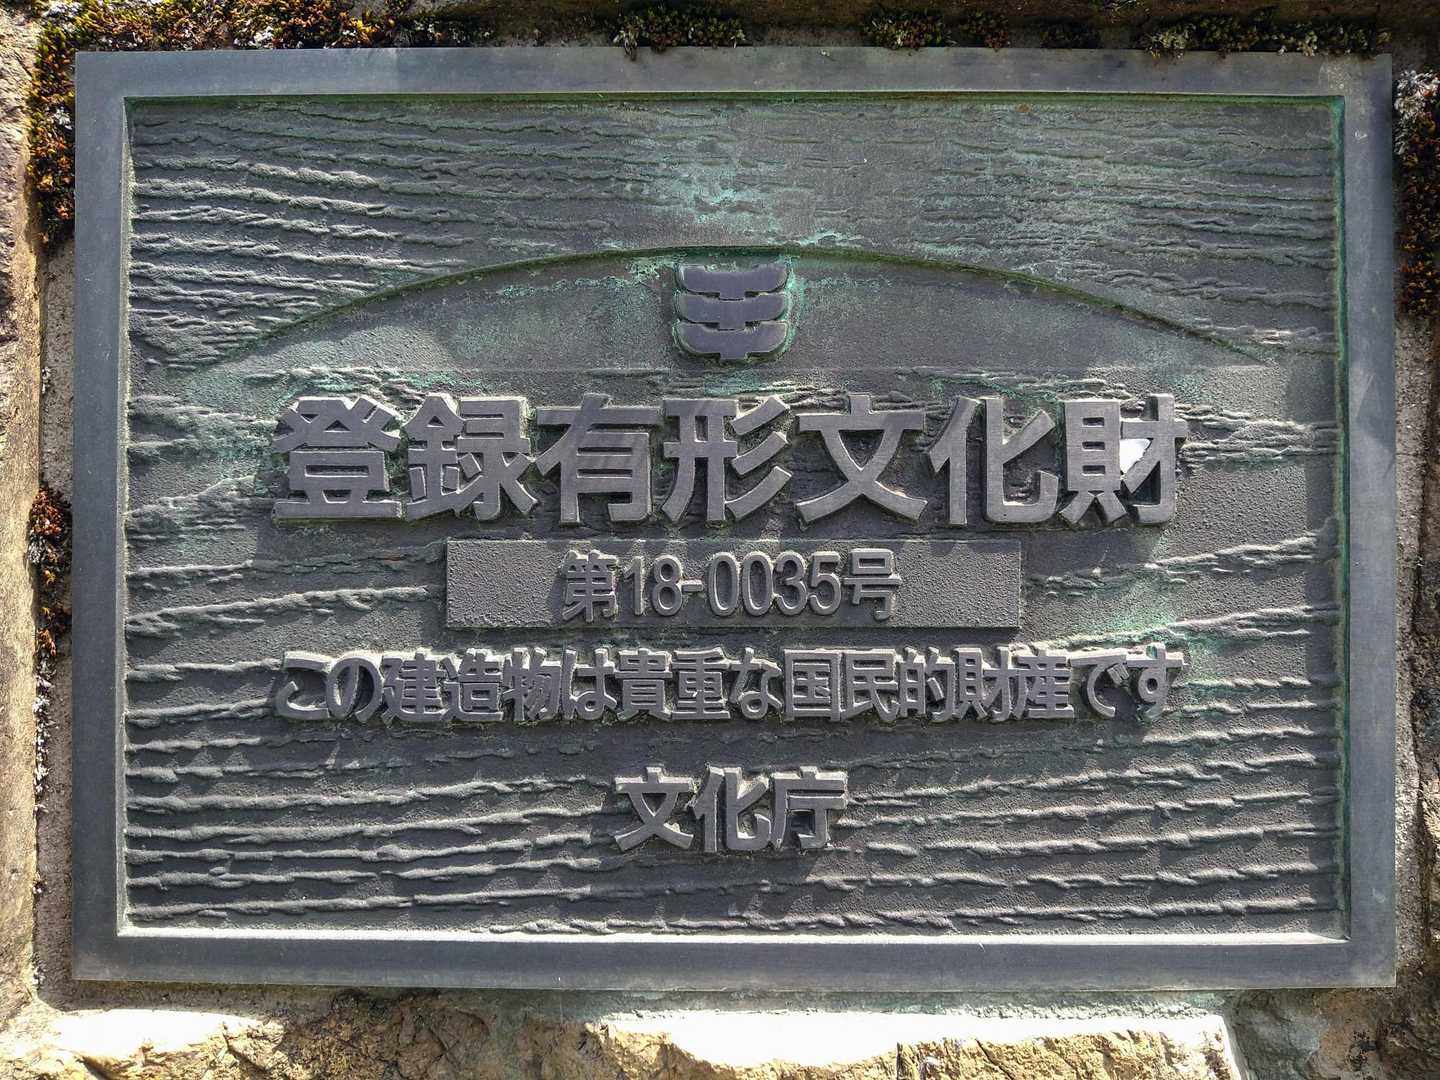 登録有形文化財
第18-0035号
この建造物は貴重な国民的財産です
文化庁